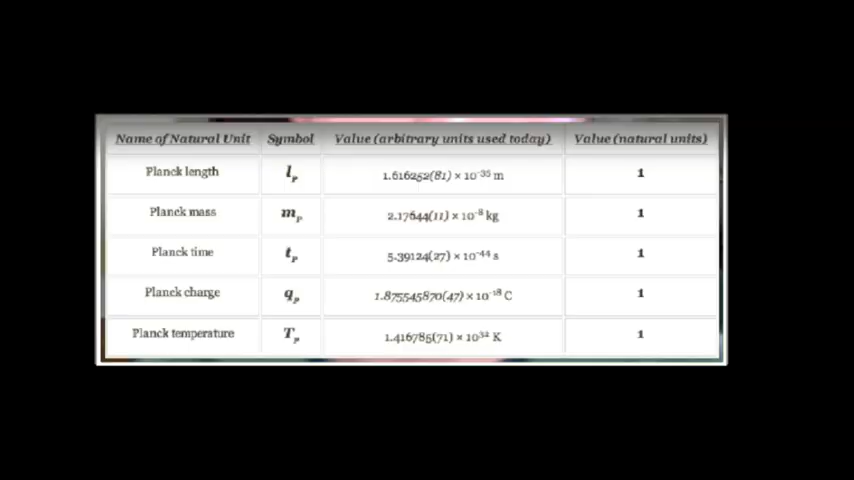 Name of Natural Unit Symbol Value (arbitrary units used today) Value (natural units)
Planck length lₚ 1.616252(81) × 10⁻³⁵ m 1
Planck mass mₚ 2.17644(11) × 10⁻⁸ kg 1
Planck time tₚ 5.39124(27) × 10⁻⁴⁴ s 1
Planck charge qₚ 1.875545870(47) × 10⁻¹⁸ C 1
Planck temperature Tₚ 1.416785(71) × 10³² K 1